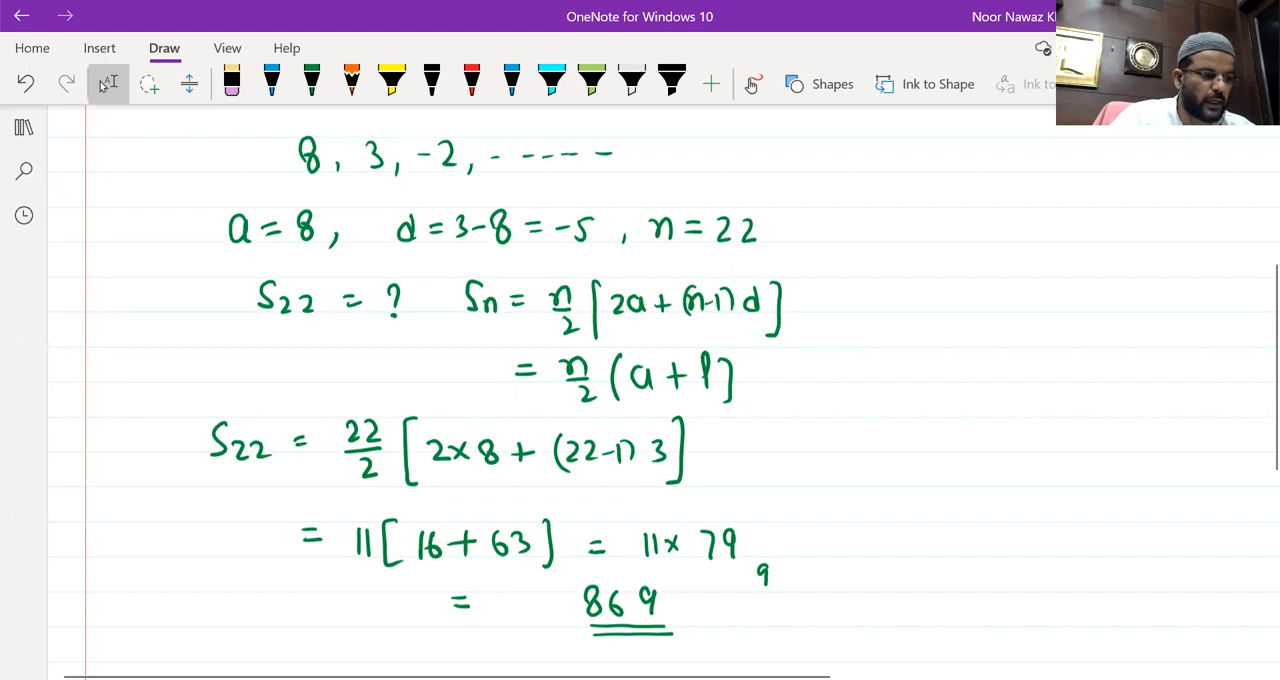 OneNote for Windows 10
Noor Nawaz K
Home Insert Draw View Help
Shapes Ink to Shape Ink to
8, 3, -2, - - - - - -
a = 8, d = 3-8 = -5, n = 22
S22 = ? Sn = n/2 [2a + (n-1) d]
= n/2 (a + l]
S22 = 22/2 [2×8 + (22-1) 3]
= 11[16+63] = 11× 79
9
= 869